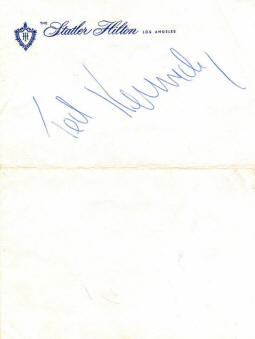 THE Statler Hilton LOS ANGELES
Ted Kennedy